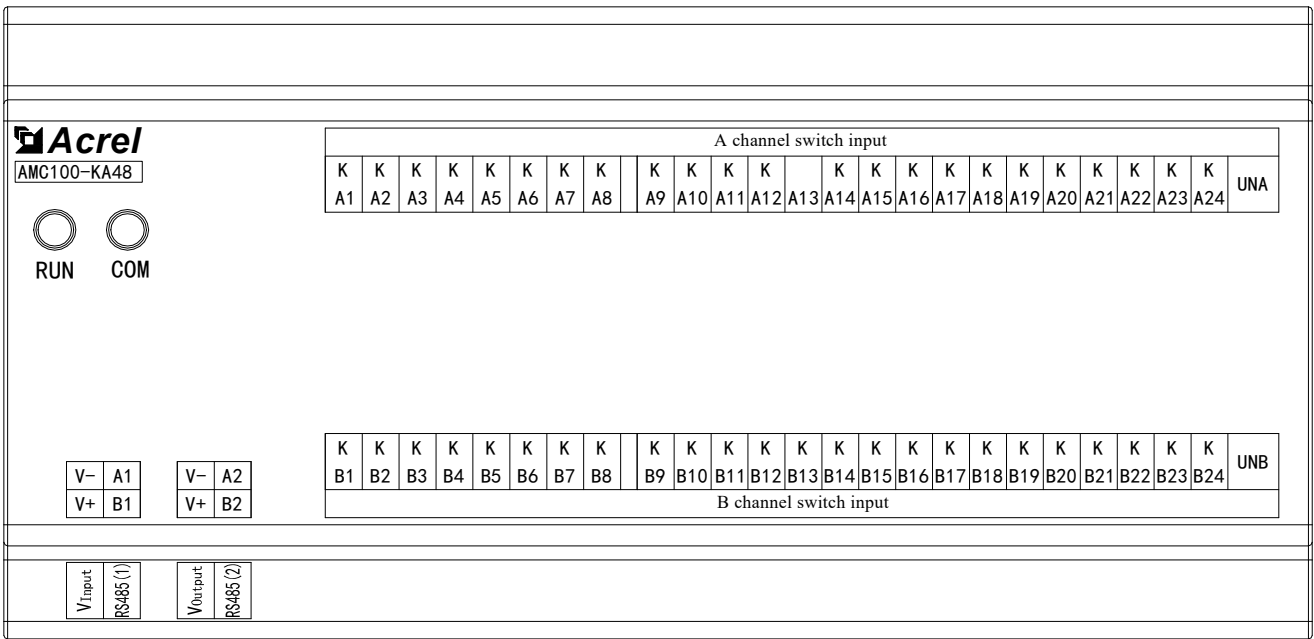 Acrel
AMC100-KA48
RUN COM
A channel switch input
K K K K K K K K K K K K K K K K K K K K K K K
A1 A2 A3 A4 A5 A6 A7 A8 A9 A10 A11 A12 A13 A14 A15 A16 A17 A18 A19 A20 A21 A22 A23 A24 UNA
K K K K K K K K K K K K K K K K K K K K K K K K
B1 B2 B3 B4 B5 B6 B7 B8 B9 B10 B11 B12 B13 B14 B15 B16 B17 B18 B19 B20 B21 B22 B23 B24 UNB
B channel switch input
V- A1 V- A2
V+ B1 V+ B2
VInput RS485(1) VOutput RS485(2)